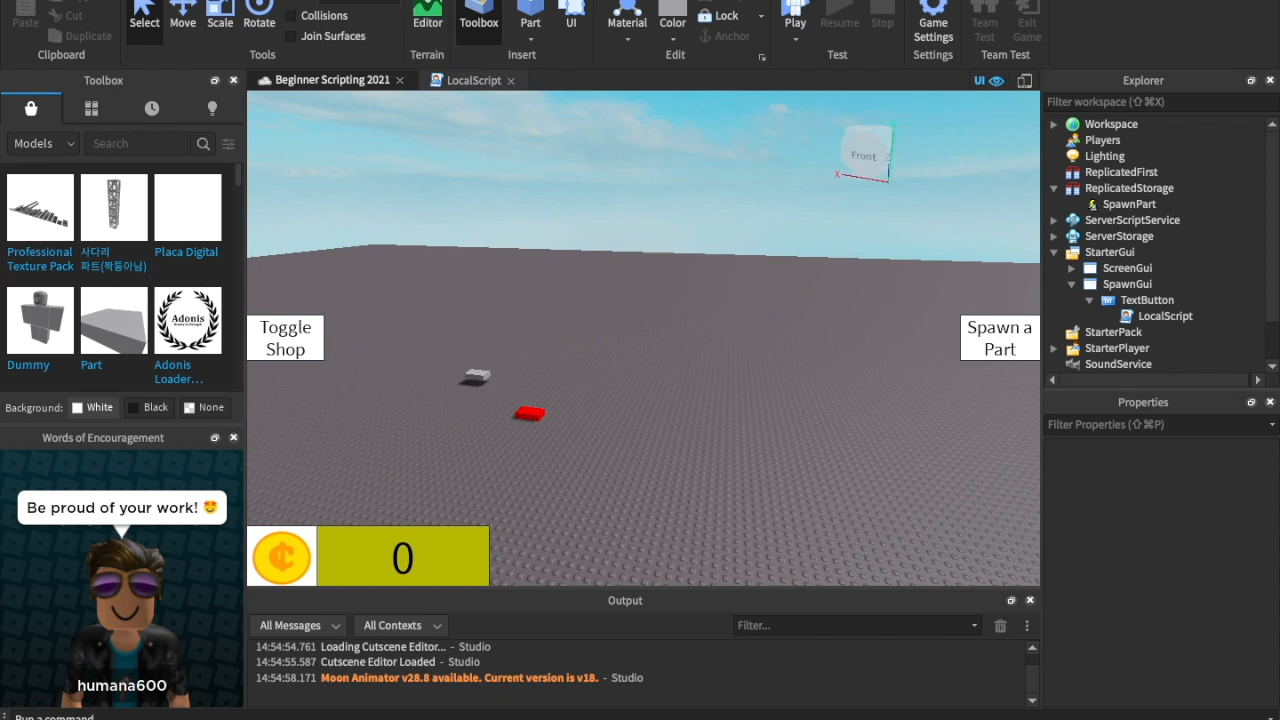 Paste
Cut
Duplicate
Clipboard
Select
Move
Scale
Rotate
Collisions
Join Surfaces
Tools
Editor
Terrain
Toolbox
Part
UI
Insert
Material
Color
Lock
Anchor
Edit
Play
Resume
Stop
Test
Game
Settings
Settings
Team
Test
Exit
Game
Team Test
Toolbox
Models
Search
Professional
Texture Pack
사다리
파트(짝퉁아님)
Placa Digital
Dummy
Part
Adonis
Adonis
Loader...
Background:
White
Black
None
Words of Encouragement
Be proud of your work! 🤩
humana600
Beginner Scripting 2021
LocalScript
UI
Front
X
Z
Toggle
Shop
Spawn a
Part
¢
0
Output
All Messages
All Contexts
Filter...
14:54:54.761 Loading Cutscene Editor... - Studio
14:54:55.587 Cutscene Editor Loaded - Studio
14:54:58.171 Moon Animator v28.8 available. Current version is v18. - Studio
Explorer
Filter workspace (⇧⌘X)
Workspace
Players
Lighting
ReplicatedFirst
ReplicatedStorage
SpawnPart
ServerScriptService
ServerStorage
StarterGui
ScreenGui
SpawnGui
TextButton
LocalScript
StarterPack
StarterPlayer
SoundService
Properties
Filter Properties (⇧⌘P)
Run a command